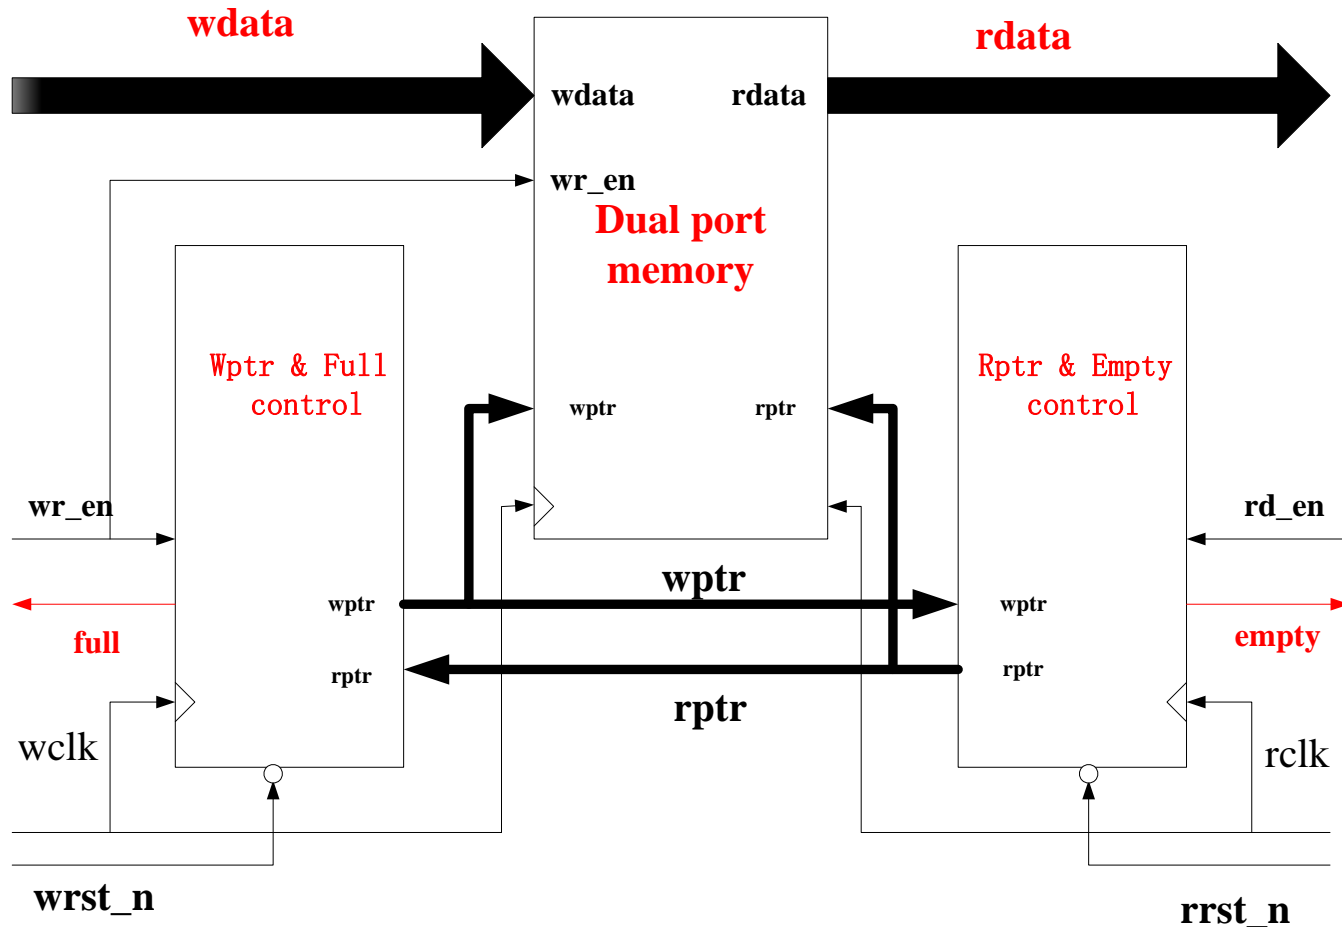 wdata
rdata
wdata
rdata
wr_en
Dual port
memory
Wptr & Full
control
Rptr & Empty
control
wptr
rptr
wr_en
rd_en
wptr
wptr
wptr
full
empty
rptr
rptr
rptr
wclk
rclk
wrst_n
rrst_n